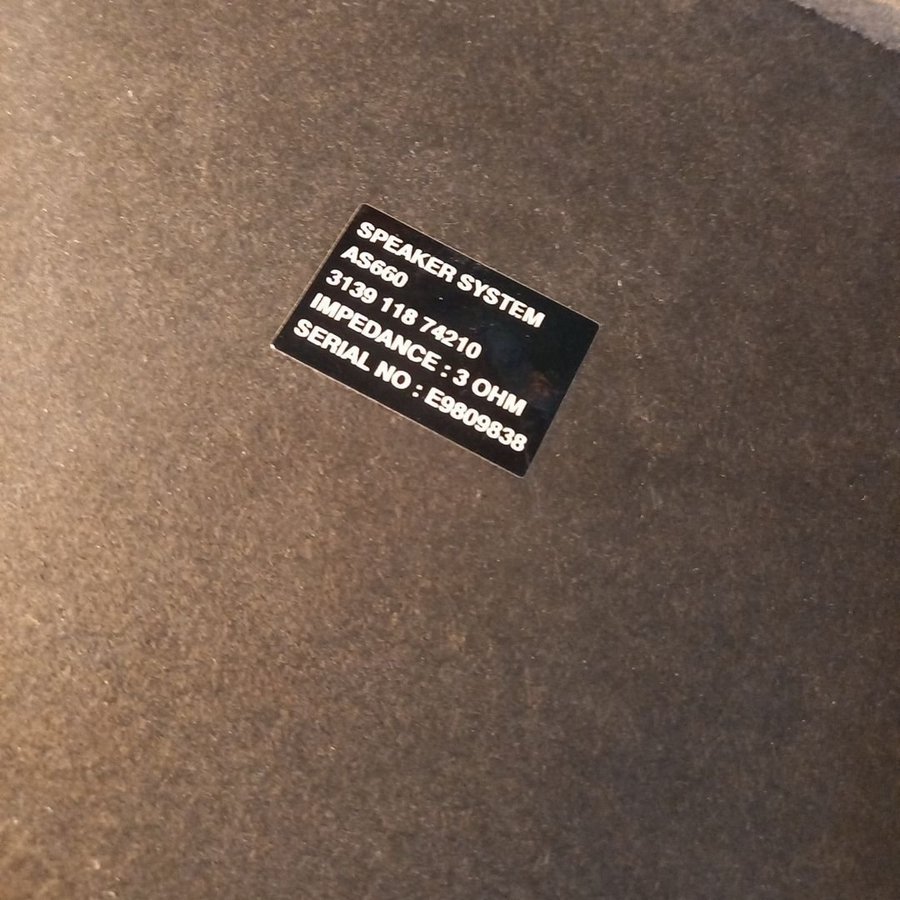 SPEAKER SYSTEM
AS660
3139 118 74210
IMPEDANCE : 3 OHM
SERIAL NO : E9809838